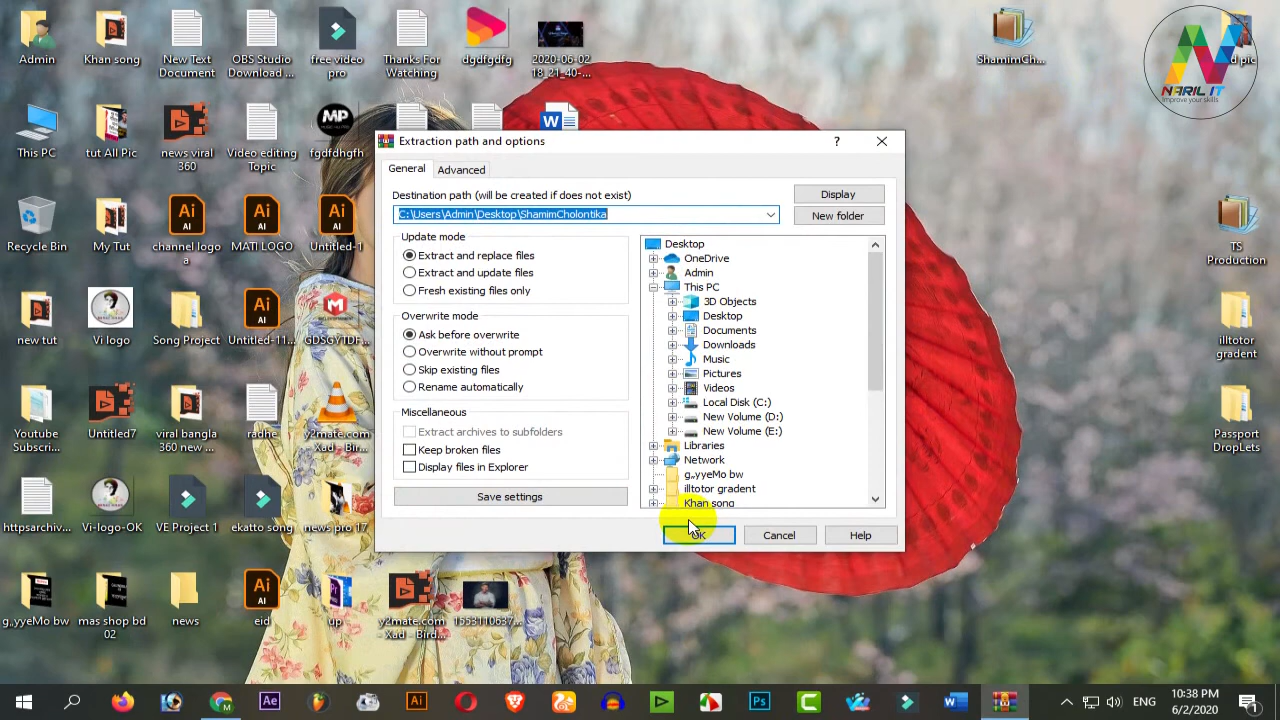 Admin
Khan song
New Text
Document
OBS Studio
Download ...
free video
pro
Thanks For
Watching
dgdfgdfg
2020-06-02
18_21_40-...
ShamimCh...
d pic
NARIL IT
Improve your skills
This PC
tut All Pic
news viral
360
Video editing
Topic
MP
fgdfdhgfh
Recycle Bin
My Tut
channel logo
a
MATI LOGO
Untitled-1
new tut
Vi logo
Song Project
Untitled-11...
GDSGYTDF...
Youtube
Subscri...
Untitled7
viral bangla
360 new ...
radhe
y2mate.com
- Xad - Bird...
httpsarchiv...
Vi-logo-OK
VE Project 1
ekatto song
news pro 17
g,,yyeMo bw
mas shop bd
02
news
eid
up
y2mate.com
- Xad - Bird...
1553110637...
TS
Production
illtotor
gradent
Passport
DropLets
Extraction path and options
?
General
Advanced
Destination path (will be created if does not exist)
C:\Users\Admin\Desktop\ShamimCholontika
Display
New folder
Update mode
Extract and replace files
Extract and update files
Fresh existing files only
Overwrite mode
Ask before overwrite
Overwrite without prompt
Skip existing files
Rename automatically
Miscellaneous
Extract archives to subfolders
Keep broken files
Display files in Explorer
Save settings
Desktop
OneDrive
Admin
This PC
3D Objects
Desktop
Documents
Downloads
Music
Pictures
Videos
Local Disk (C:)
New Volume (D:)
New Volume (E:)
Libraries
Network
g,,yyeMo bw
illtotor gradent
Khan song
OK
Cancel
Help
ENG
10:38 PM
6/2/2020